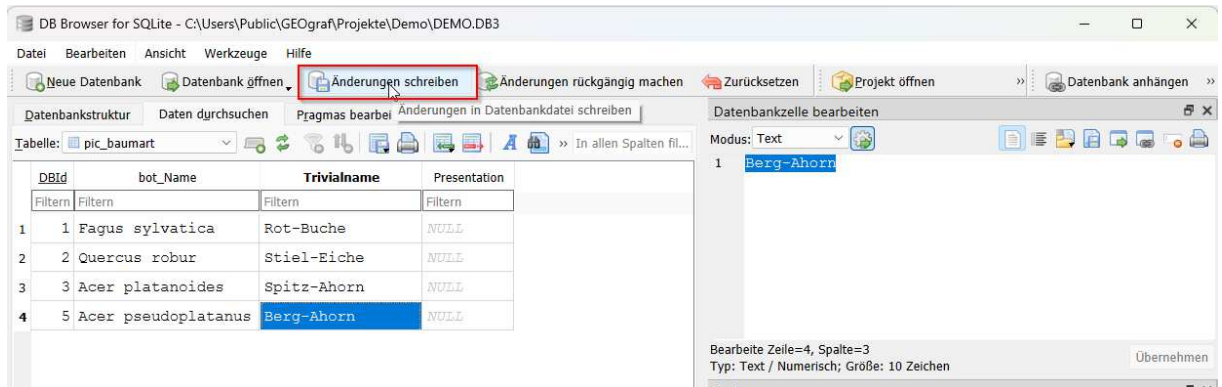 DB Browser for SQLite - C:\Users\Public\GEOgraf\Projekte\Demo\DEMO.DB3
Datei Bearbeiten Ansicht Werkzeuge Hilfe
Neue Datenbank Datenbank öffnen Änderungen schreiben Änderungen rückgängig machen Zurücksetzen Projekt öffnen » Datenbank anhängen »
Datenbankstruktur Daten durchsuchen Pragmas bearbei
Änderungen in Datenbankdatei schreiben
Tabelle: pic_baumart » In allen Spalten fil...
DBId bot_Name Trivialname Presentation
Filtern Filtern Filtern Filtern
1 1 Fagus sylvatica Rot-Buche NULL
2 2 Quercus robur Stiel-Eiche NULL
3 3 Acer platanoides Spitz-Ahorn NULL
4 5 Acer pseudoplatanus Berg-Ahorn NULL
Datenbankzelle bearbeiten
Modus: Text
1 Berg-Ahorn
Bearbeite Zeile=4, Spalte=3
Typ: Text / Numerisch; Größe: 10 Zeichen
Übernehmen